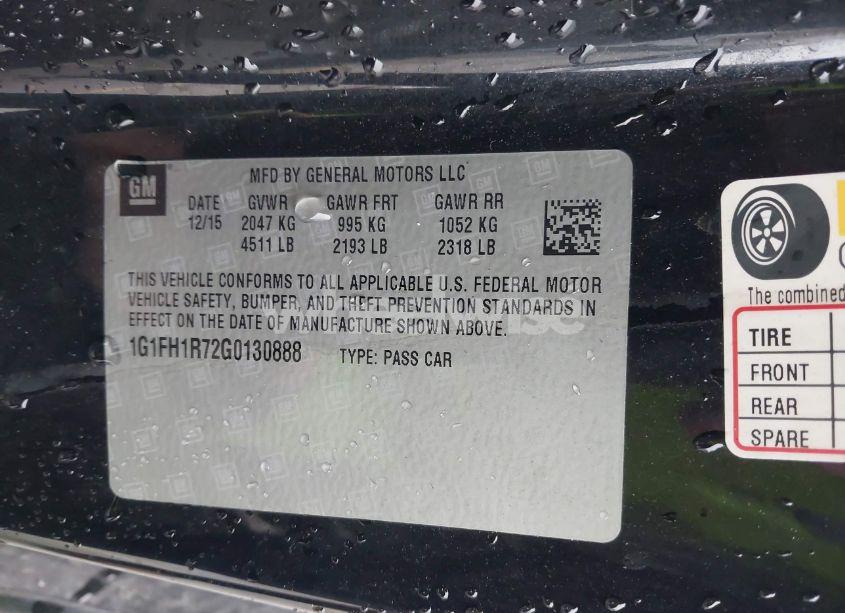 GM
MFD BY GENERAL MOTORS LLC
DATE GVWR GAWR FRT GAWR RR
12/15 2047 KG 995 KG 1052 KG
4511 LB 2193 LB 2318 LB
THIS VEHICLE CONFORMS TO ALL APPLICABLE U.S. FEDERAL MOTOR
VEHICLE SAFETY, BUMPER, AND THEFT PREVENTION STANDARDS IN
EFFECT ON THE DATE OF MANUFACTURE SHOWN ABOVE.
1G1FH1R72G0130888 TYPE: PASS CAR
The combined
TIRE
FRONT
REAR
SPARE